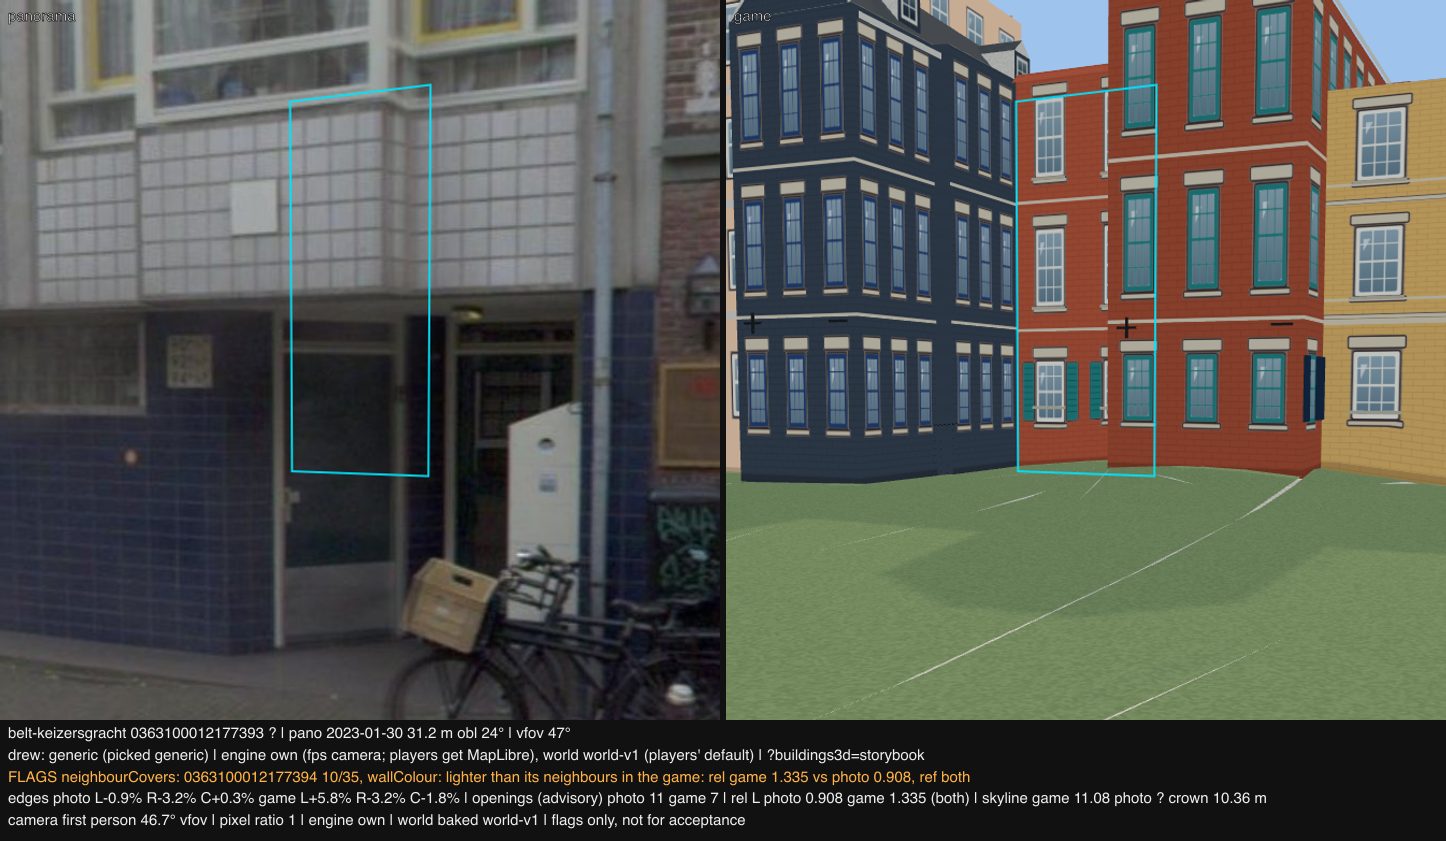 panorama
game
belt-keizersgracht 0363100012177393 ? | pano 2023-01-30 31.2 m obl 24° | vfov 47°
drew: generic (picked generic) | engine own (fps camera; players get MapLibre), world world-v1 (players' default) | ?buildings3d=storybook
FLAGS neighbourCovers: 0363100012177394 10/35, wallColour: lighter than its neighbours in the game: rel game 1.335 vs photo 0.908, ref both
edges photo L-0.9% R-3.2% C+0.3% game L+5.8% R-3.2% C-1.8% | openings (advisory) photo 11 game 7 | rel L photo 0.908 game 1.335 (both) | skyline game 11.08 photo ? crown 10.36 m
camera first person 46.7° vfov | pixel ratio 1 | engine own | world baked world-v1 | flags only, not for acceptance